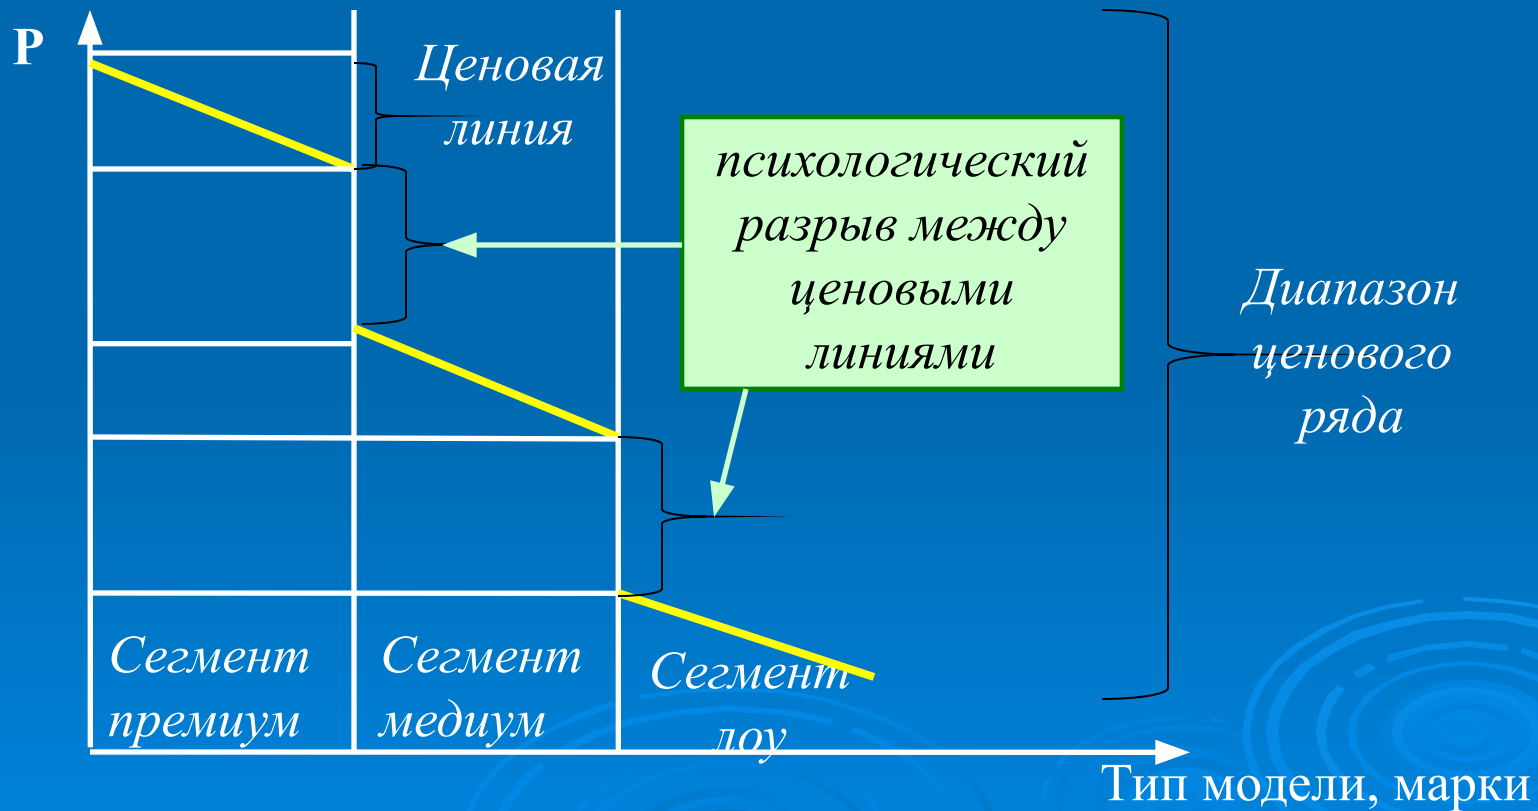 P
Ценовая
линия
психологический
разрыв между
ценовыми
линиями
Диапазон
ценового
ряда
Сегмент
премиум
Сегмент
медиум
Сегмент
лоу
Тип модели, марки